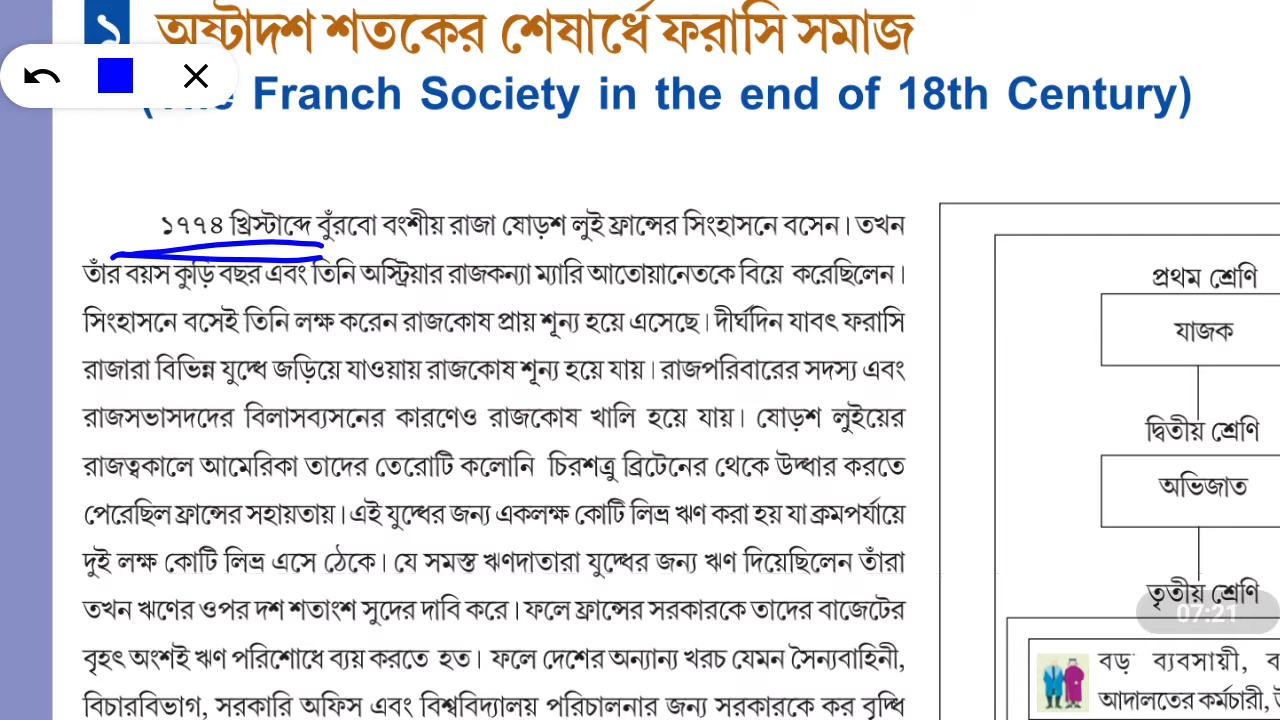 ১ অষ্টাদশ শতকের শেষার্ধে ফরাসি সমাজ
Franch Society in the end of 18th Century)
১৭৭৪ খ্রিস্টাব্দে বুঁরবো বংশীয় রাজা ষোড়শ লুই ফ্রান্সের সিংহাসনে বসেন। তখন
তাঁর বয়স কুড়ি বছর এবং তিনি অস্ট্রিয়ার রাজকন্যা ম্যারি আতোয়ানেতকে বিয়ে করেছিলেন।
সিংহাসনে বসেই তিনি লক্ষ করেন রাজকোষ প্রায় শূন্য হয়ে এসেছে। দীর্ঘদিন যাবৎ ফরাসি
রাজারা বিভিন্ন যুদ্ধে জড়িয়ে যাওয়ায় রাজকোষ শূন্য হয়ে যায়। রাজপরিবারের সদস্য এবং
রাজসভাসদদের বিলাসব্যসনের কারণেও রাজকোষ খালি হয়ে যায়। ষোড়শ লুইয়ের
রাজত্বকালে আমেরিকা তাদের তেরোটি কলোনি চিরশত্রু ব্রিটেনের থেকে উদ্ধার করতে
পেরেছিল ফ্রান্সের সহায়তায়। এই যুদ্ধের জন্য একলক্ষ কোটি লিভ্র ঋণ করা হয় যা ক্রমপর্যায়ে
দুই লক্ষ কোটি লিভ্র এসে ঠেকে। যে সমস্ত ঋণদাতারা যুদ্ধের জন্য ঋণ দিয়েছিলেন তাঁরা
তখন ঋণের ওপর দশ শতাংশ সুদের দাবি করে। ফলে ফ্রান্সের সরকারকে তাদের বাজেটের
বৃহৎ অংশই ঋণ পরিশোধে ব্যয় করতে হত। ফলে দেশের অন্যান্য খরচ যেমন সৈন্যবাহিনী,
বিচারবিভাগ, সরকারি অফিস এবং বিশ্ববিদ্যালয় পরিচালনার জন্য সরকারকে কর বৃদ্ধি
প্রথম শ্রেণি
যাজক
দ্বিতীয় শ্রেণি
অভিজাত
তৃতীয় শ্রেণি
07:21
বড় ব্যবসায়ী,
আদালতের কর্মচারী,